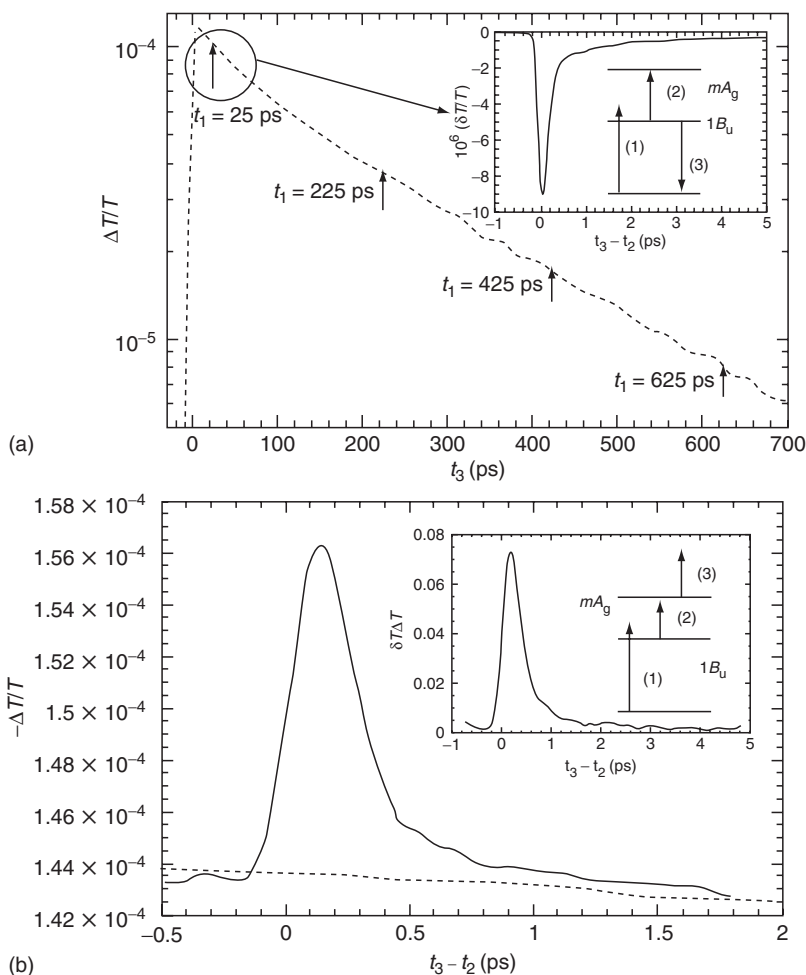 10⁻⁴
10⁻⁵
ΔT/T
t₁ = 25 ps
t₁ = 225 ps
t₁ = 425 ps
t₁ = 625 ps
0
−2
−4
−6
−8
−10
10⁶ (δT/T)
(1)
(2)
(3)
mA_g
1B_u
−1 0 1 2 3 4 5
t₃ − t₂ (ps)
0 100 200 300 400 500 600 700
t₃ (ps)
(a)
1.58 × 10⁻⁴
1.56 × 10⁻⁴
1.54 × 10⁻⁴
1.52 × 10⁻⁴
1.5 × 10⁻⁴
1.48 × 10⁻⁴
1.46 × 10⁻⁴
1.44 × 10⁻⁴
1.42 × 10⁻⁴
−ΔT/T
0.08
0.06
0.04
0.02
0
δTΔT
mA_g
(3)
(2)
(1)
1B_u
−1 0 1 2 3 4 5
t₃ − t₂ (ps)
−0.5 0 0.5 1 1.5 2
t₃ − t₂ (ps)
(b)